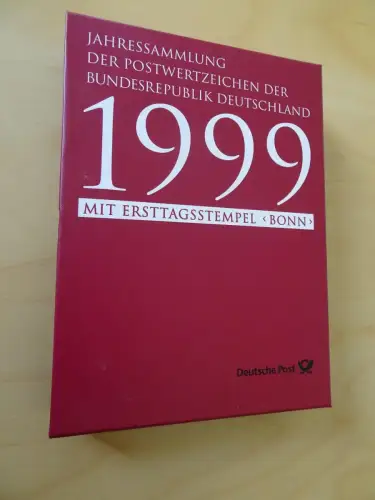 JAHRESSAMMLUNG
DER POSTWERTZEICHEN DER
BUNDESREPUBLIK DEUTSCHLAND
1999
MIT ERSTTAGSSTEMPEL ‹ BONN ›
Deutsche Post